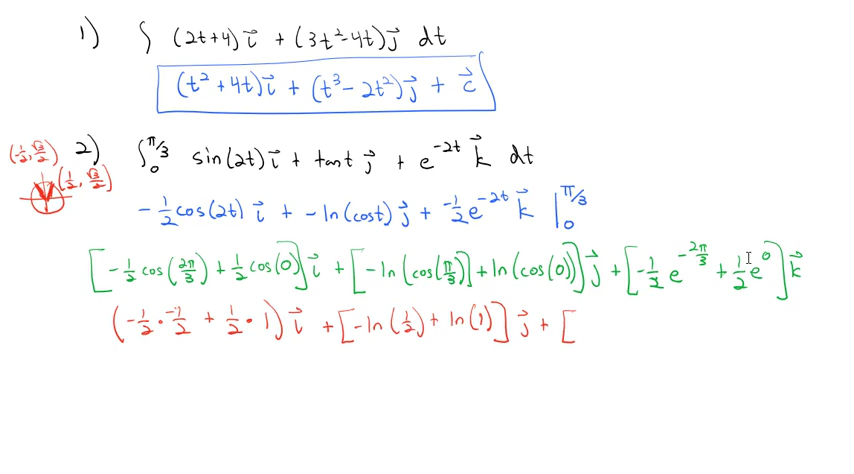 1) ∫ (2t+4)i⃗ + (3t²-4t)j⃗ dt
(t² + 4t)i⃗ + (t³ - 2t²)j⃗ + c⃗
2) ∫₀^(π/3) sin(2t)i⃗ + tan t j⃗ + e^(-2t) k⃗ dt
(-1/2, √3/2)
(1/2, √3/2)
-1/2 cos(2t) i⃗ + -ln(cos t) j⃗ + -1/2 e^(-2t) k⃗ |₀^(π/3)
[-1/2 cos(2π/3) + 1/2 cos(0)] i⃗ + [-ln(cos(π/3)] + ln(cos(0))] j⃗ + [-1/2 e^(-2π/3) + 1/2 e^0] k⃗
(-1/2 · -1/2 + 1/2 · 1) i⃗ + [-ln(1/2) + ln(1)] j⃗ + [